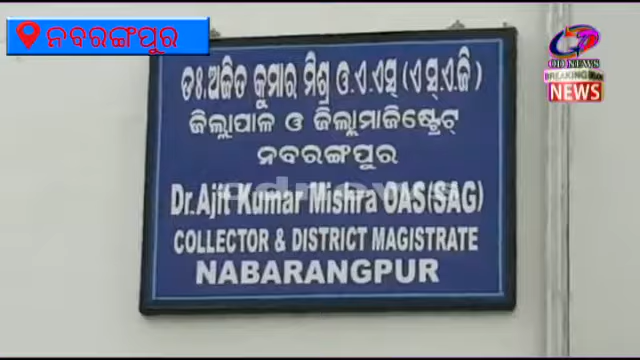 ନବରଙ୍ଗପୁର
ଡଃ.ଅଜିତ କୁମାର ମିଶ୍ର ଓ.ଏ.ଏସ୍ (ଏସ୍.ଏ.ଜି)
ଜିଲ୍ଲାପାଳ ଓ ଜିଲ୍ଲାମାଜିଷ୍ଟ୍ରେଟ୍
ନବରଙ୍ଗପୁର
Dr.Ajit Kumar Mishra OAS(SAG)
COLLECTOR & DISTRICT MAGISTRATE
NABARANGPUR
CD NEWS
BREAKING
NEWS